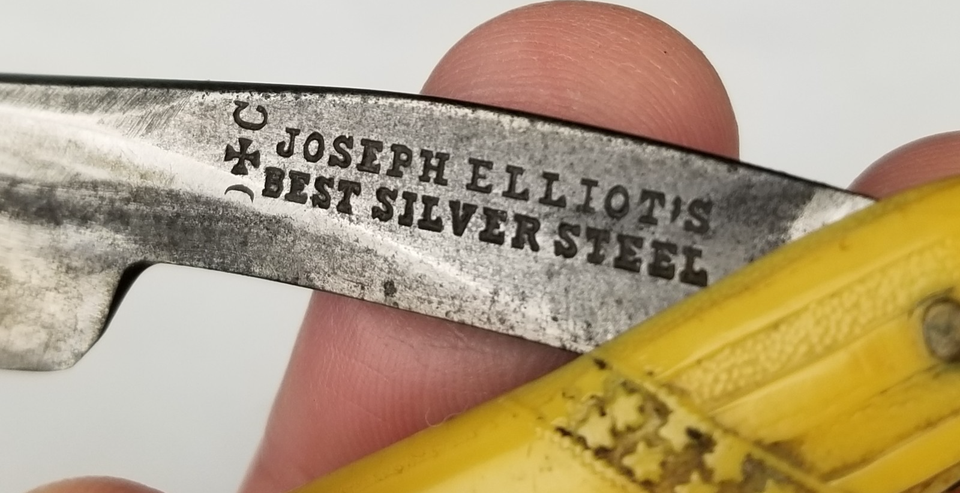 C
JOSEPH ELLIOT'S
BEST SILVER STEEL